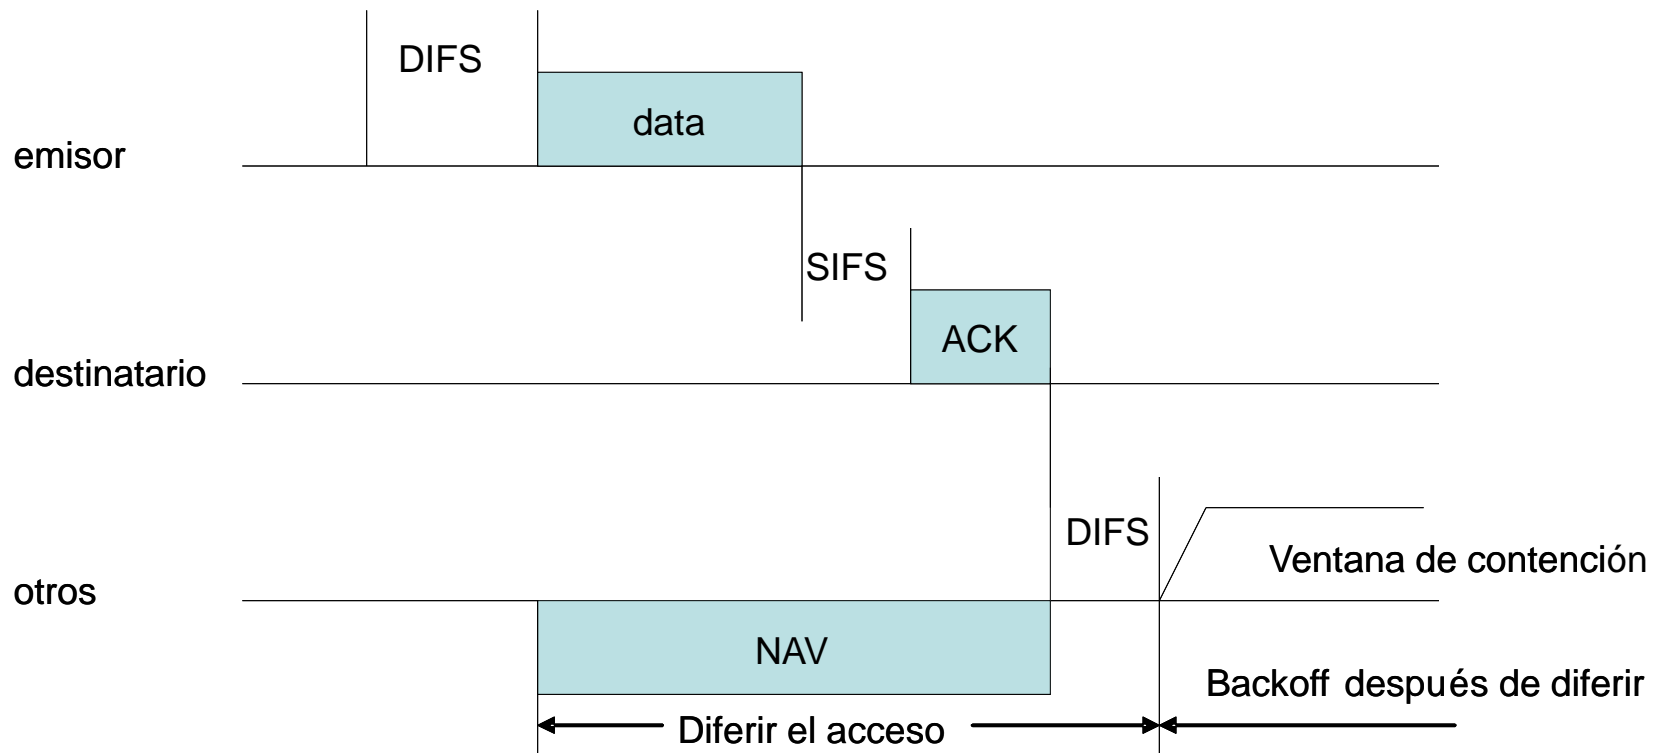 DIFS
data
emisor
SIFS
ACK
destinatario
DIFS
Ventana de contención
otros
NAV
Backoff después de diferir
Diferir el acceso